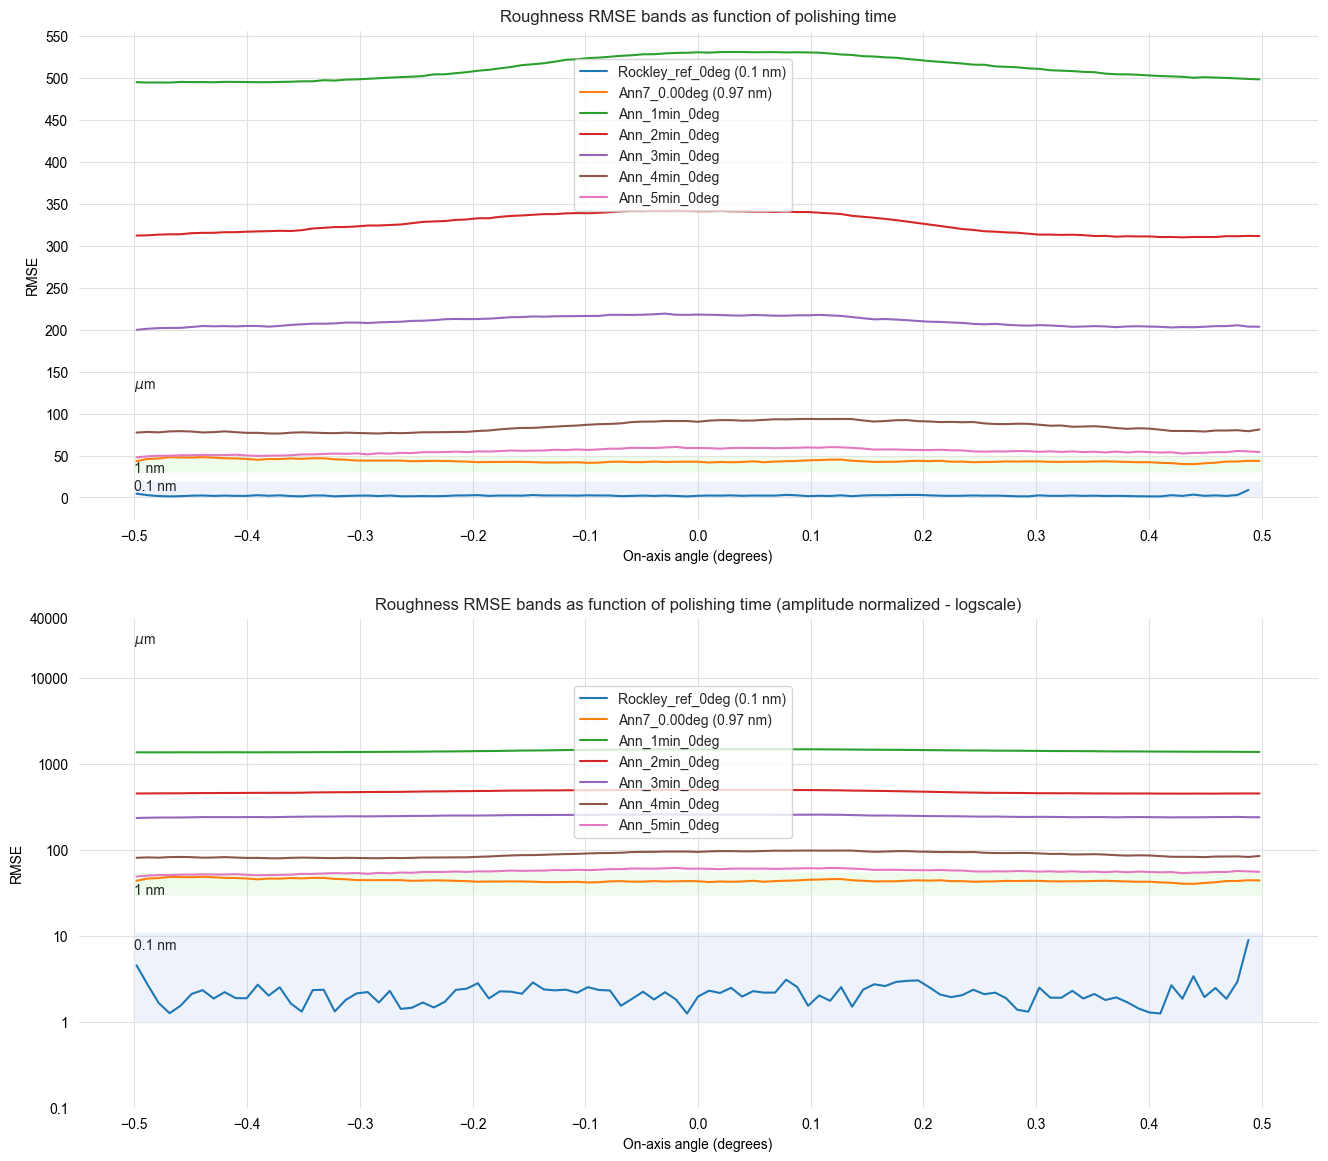 Roughness RMSE bands as function of polishing time
550
500
450
400
350
300
250
200
150
100
50
0
RMSE
Rockley_ref_0deg (0.1 nm)
Ann7_0.00deg (0.97 nm)
Ann_1min_0deg
Ann_2min_0deg
Ann_3min_0deg
Ann_4min_0deg
Ann_5min_0deg
μm
1 nm
0.1 nm
−0.5 −0.4 −0.3 −0.2 −0.1 0.0 0.1 0.2 0.3 0.4 0.5
On-axis angle (degrees)
Roughness RMSE bands as function of polishing time (amplitude normalized - logscale)
40000
10000
1000
100
10
1
0.1
RMSE
μm
Rockley_ref_0deg (0.1 nm)
Ann7_0.00deg (0.97 nm)
Ann_1min_0deg
Ann_2min_0deg
Ann_3min_0deg
Ann_4min_0deg
Ann_5min_0deg
1 nm
0.1 nm
−0.5 −0.4 −0.3 −0.2 −0.1 0.0 0.1 0.2 0.3 0.4 0.5
On-axis angle (degrees)